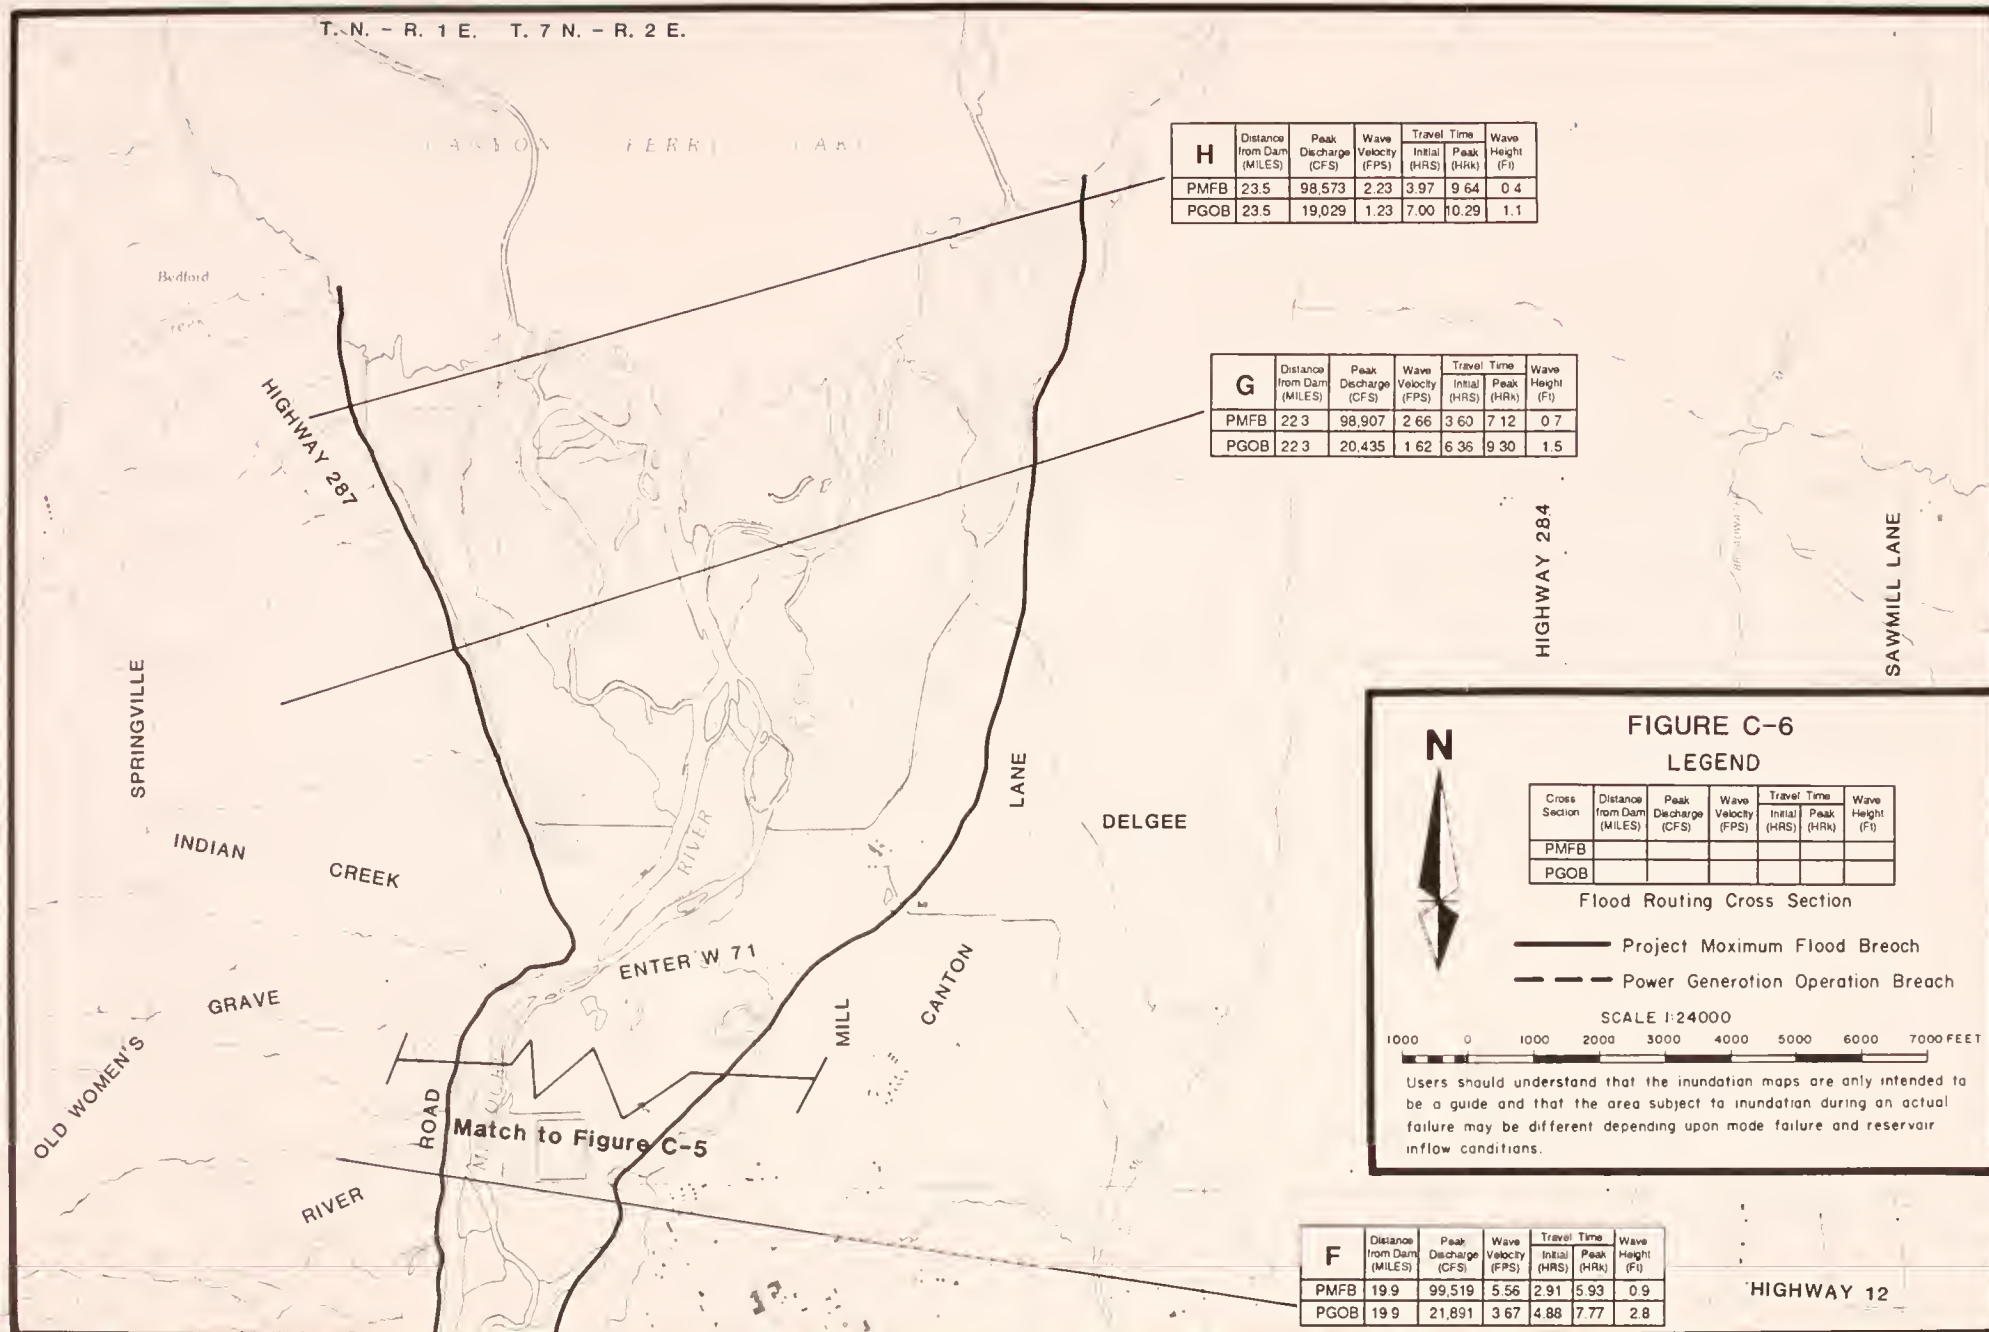 T. N. - R. 1 E. T. 7 N. - R. 2 E.
CANYON FERRY LAKE
H
Distance from Dam (MILES)
Peak Discharge (CFS)
Wave Velocity (FPS)
Travel Time
Initial (HRS)
Peak (HRk)
Wave Height (Ft)
PMFB 23.5 98,573 2.23 3.97 9 64 0 4
PGOB 23.5 19,029 1.23 7.00 10.29 1.1
Bedford
HIGHWAY 287
G
Distance from Dam (MILES)
Peak Discharge (CFS)
Wave Velocity (FPS)
Travel Time
Initial (HRS)
Peak (HRk)
Wave Height (Ft)
PMFB 22 3 98,907 2 66 3 60 7 12 0 7
PGOB 22 3 20,435 1 62 6 36 9 30 1.5
HIGHWAY 284
SAWMILL LANE
SPRINGVILLE
LANE
DELGEE
RIVER
INDIAN CREEK
ENTER W 71
GRAVE
OLD WOMEN'S
MILL
CANTON
ROAD
Match to Figure C-5
RIVER
FIGURE C-6
LEGEND
N
Cross Section
Distance from Dam (MILES)
Peak Discharge (CFS)
Wave Velocity (FPS)
Travel Time
Initial (HRS)
Peak (HRk)
Wave Height (Ft)
PMFB
PGOB
Flood Routing Cross Section
Project Maximum Flood Breach
Power Generation Operation Breach
SCALE 1:24000
1000 0 1000 2000 3000 4000 5000 6000 7000 FEET
Users should understand that the inundation maps are only intended to
be a guide and that the area subject to inundation during an actual
failure may be different depending upon mode failure and reservoir
inflow conditions.
F
Distance from Dam (MILES)
Peak Discharge (CFS)
Wave Velocity (FPS)
Travel Time
Initial (HRS)
Peak (HRk)
Wave Height (Ft)
PMFB 19.9 99,519 5.56 2.91 5.93 0.9
PGOB 19 9 21,891 3 67 4.88 7.77 2.8
HIGHWAY 12